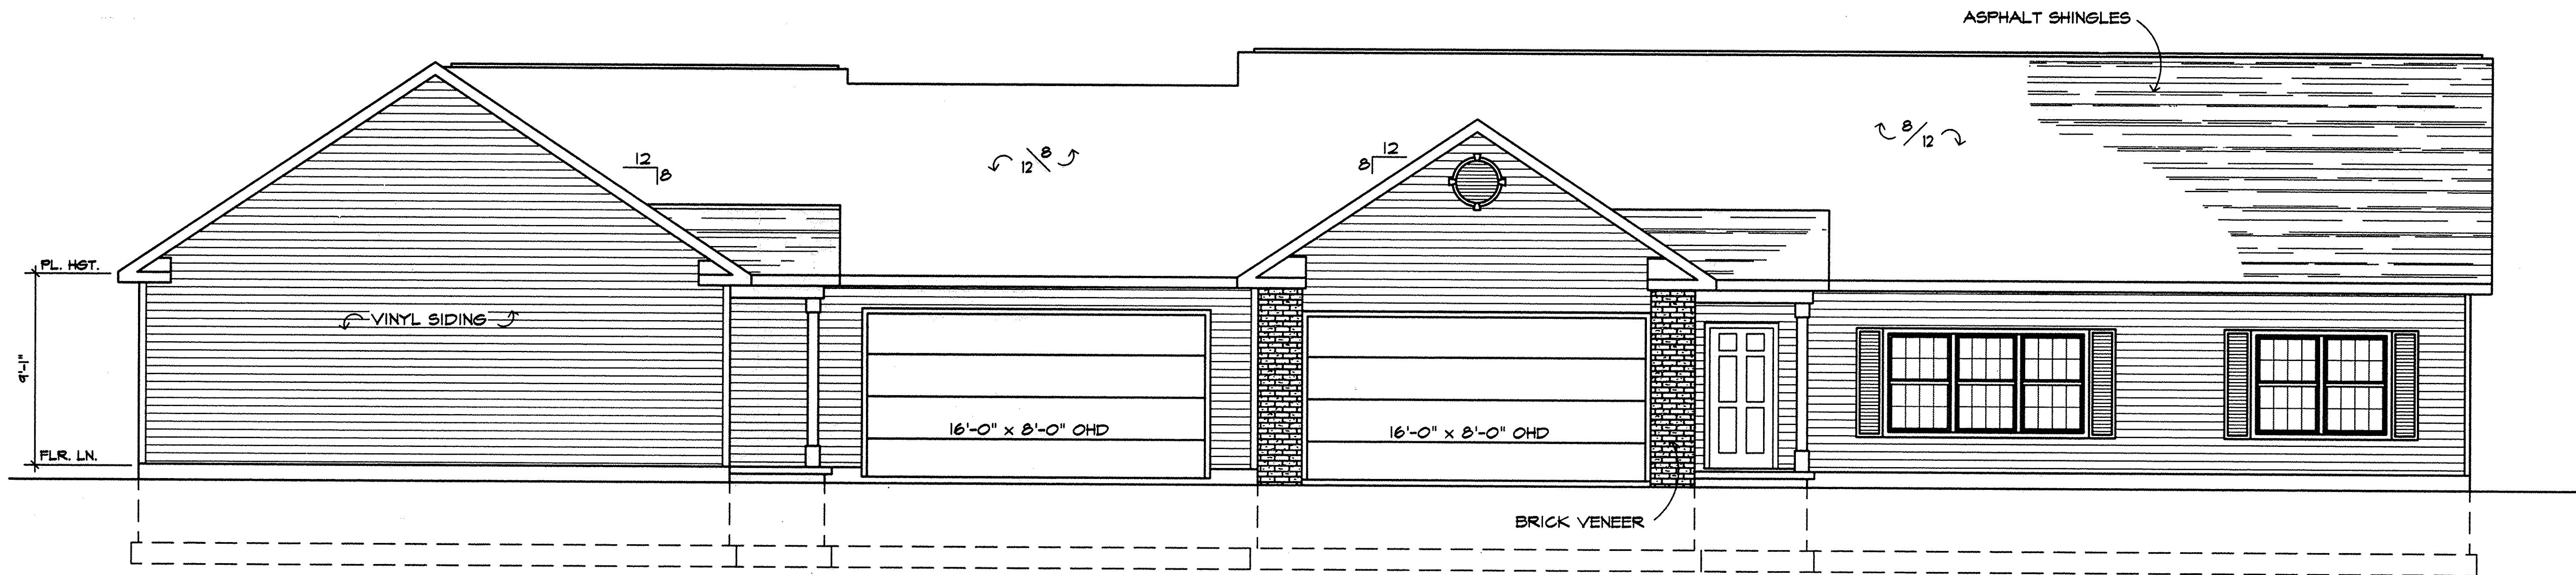 ASPHALT SHINGLES
12
8
12/8
8
12
8/12
PL. HGT.
VINYL SIDING
9'-1"
16'-0" x 8'-0" OHD
16'-0" x 8'-0" OHD
FLR. LN.
BRICK VENEER